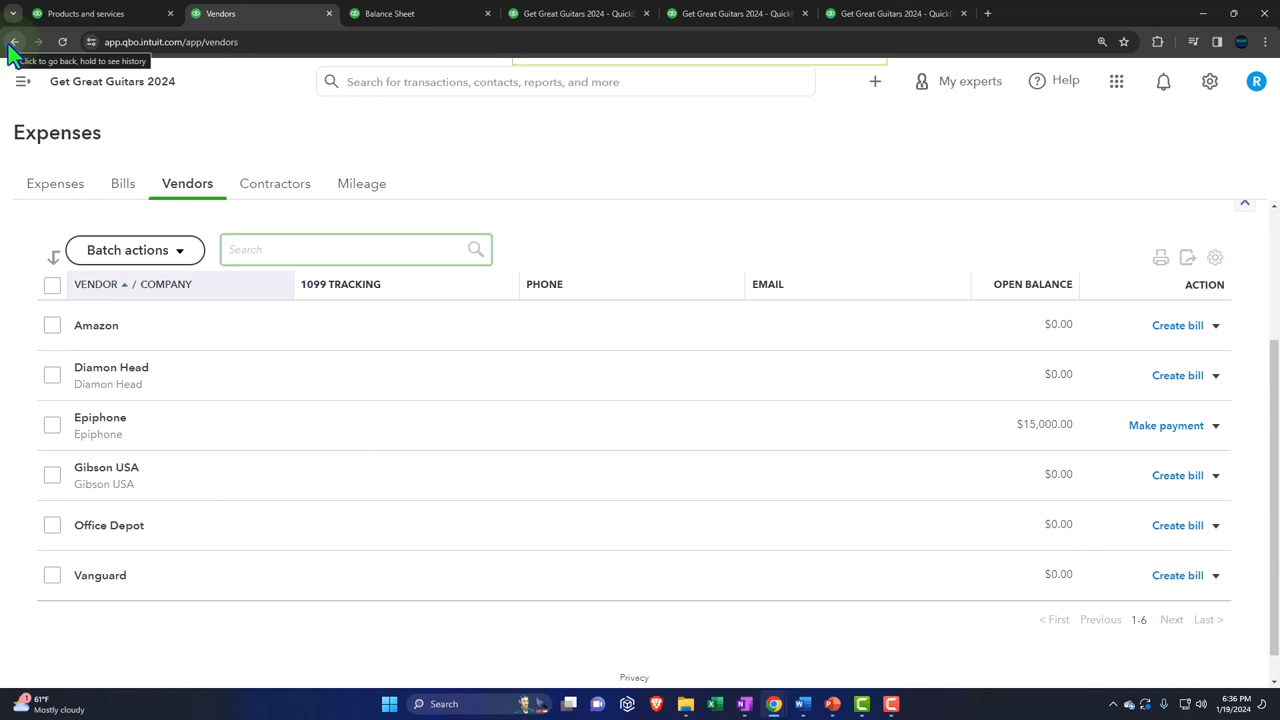 Products and services
Vendors
Balance Sheet
Get Great Guitars 2024 - Quick
Get Great Guitars 2024 - Quick
Get Great Guitars 2024 - Quick
app.qbo.intuit.com/app/vendors
lick to go back, hold to see history
Get Great Guitars 2024
Search for transactions, contacts, reports, and more
My experts
Help
R
Expenses
Expenses
Bills
Vendors
Contractors
Mileage
Batch actions
Search
VENDOR / COMPANY
1099 TRACKING
PHONE
EMAIL
OPEN BALANCE
ACTION
Amazon
$0.00
Create bill
Diamon Head
Diamon Head
$0.00
Create bill
Epiphone
Epiphone
$15,000.00
Make payment
Gibson USA
Gibson USA
$0.00
Create bill
Office Depot
$0.00
Create bill
Vanguard
$0.00
Create bill
< First Previous 1-6 Next Last >
Privacy
61°F
Mostly cloudy
Search
6:36 PM
1/19/2024